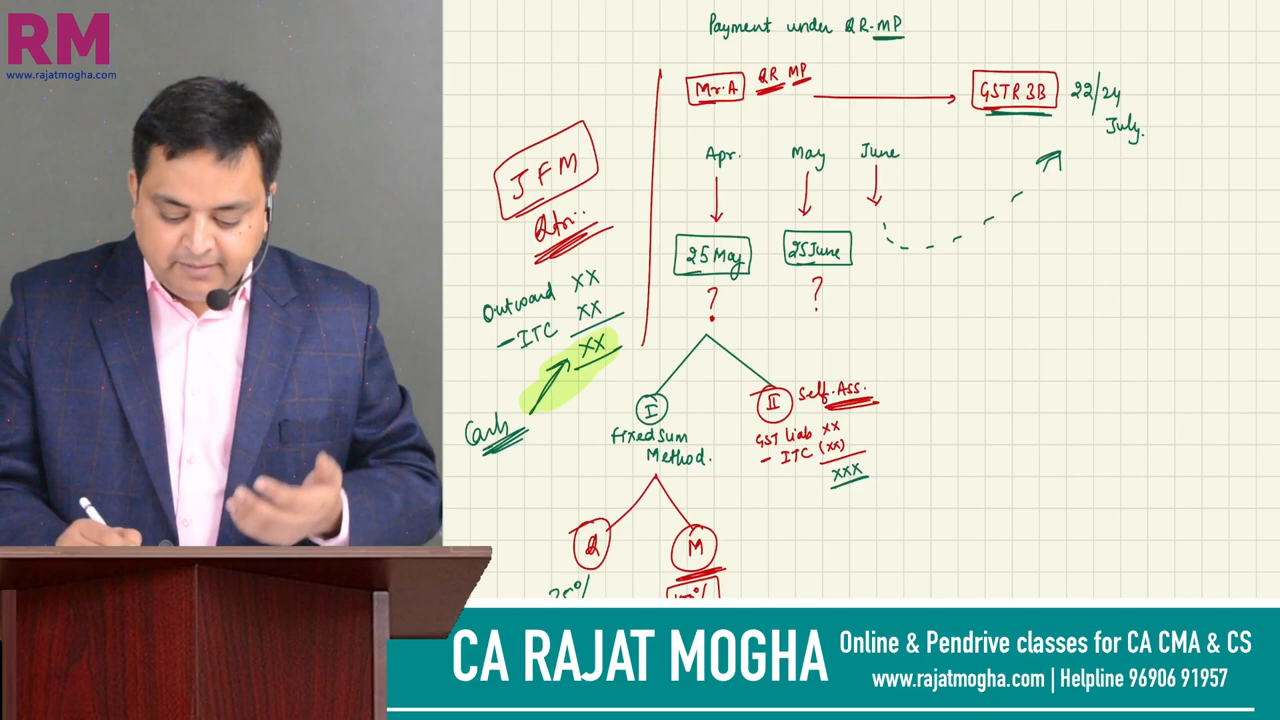 RM
www.rajatmogha.com
Payment under QR-MP
Mr. A QR MP
GSTR 3B 22/24
July.
Apr. May June
JFM
Qtr..
25 May 25 June
? ?
Outward XX
- ITC XX
XX
Cash
I
Fixed Sum
Method.
II Self. Ass.
GST Liab XX
- ITC (XX)
XXX
Q M
CA RAJAT MOGHA
Online & Pendrive classes for CA CMA & CS
www.rajatmogha.com | Helpline 96906 91957